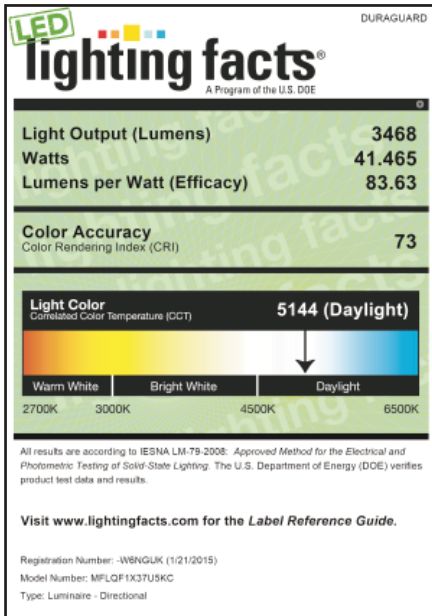 DURAGUARD
LED
lighting facts®
A Program of the U.S. DOE
Light Output (Lumens) 3468
Watts 41.465
Lumens per Watt (Efficacy) 83.63
Color Accuracy
Color Rendering Index (CRI) 73
Light Color
Correlated Color Temperature (CCT) 5144 (Daylight)
Warm White Bright White Daylight
2700K 3000K 4500K 6500K
All results are according to IESNA LM-79-2008: Approved Method for the Electrical and
Photometric Testing of Solid-State Lighting. The U.S. Department of Energy (DOE) verifies
product test data and results.
Visit www.lightingfacts.com for the Label Reference Guide.
Registration Number: -W6NGUK (1/21/2015)
Model Number: MFLQF1X37U5KC
Type: Luminaire - Directional